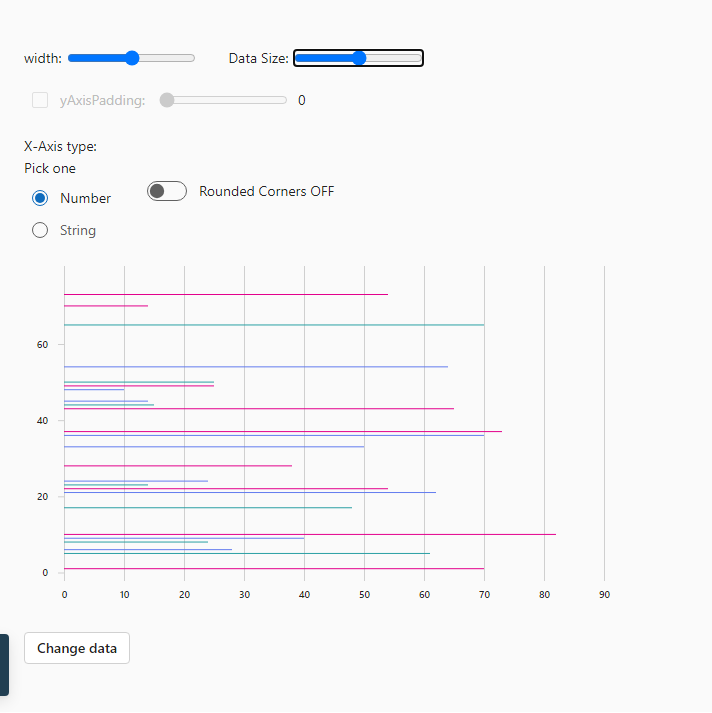 width: Data Size:
yAxisPadding: 0
X-Axis type:
Pick one
Number
Rounded Corners OFF
String
60
40
20
0
0 10 20 30 40 50 60 70 80 90
Change data